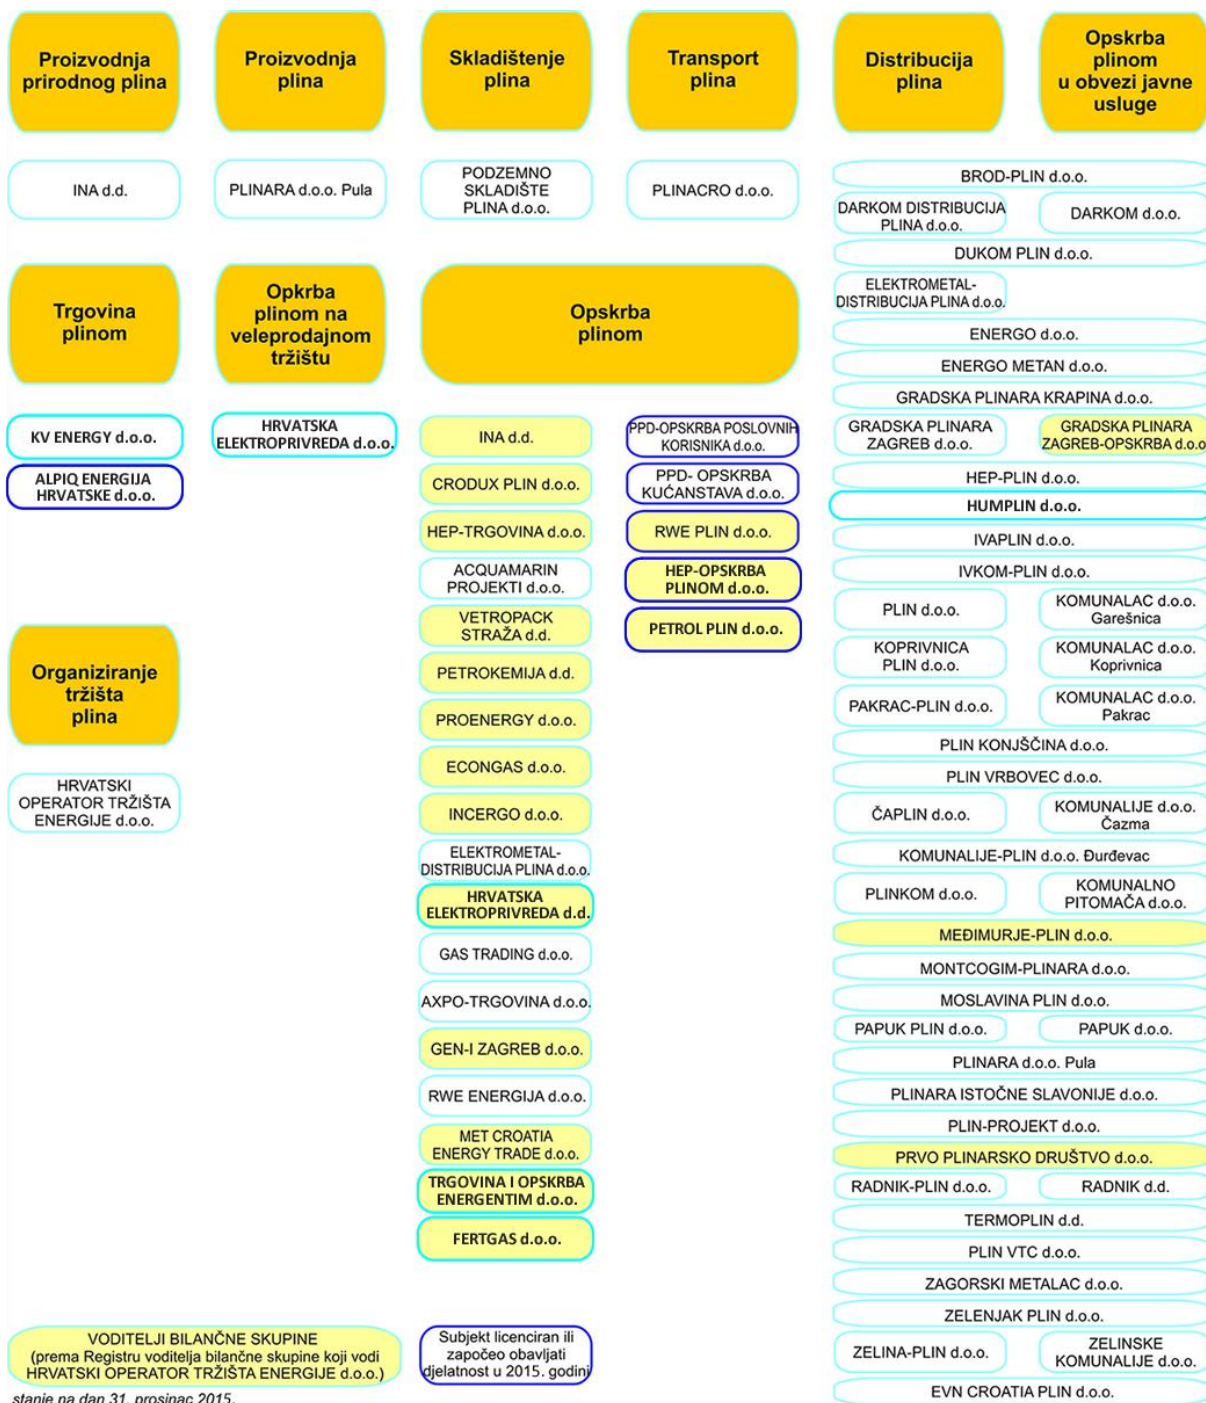 Proizvodnja
prirodnog plina
Proizvodnja
plina
Skladištenje
plina
Transport
plina
Distribucija
plina
Opskrba
plinom
u obvezi javne
usluge
INA d.d.
PLINARA d.o.o. Pula
PODZEMNO
SKLADIŠTE
PLINA d.o.o.
PLINACRO d.o.o.
Trgovina
plinom
Opkrba
plinom na
veleprodajnom
tržištu
Opskrba
plinom
KV ENERGY d.o.o.
ALPIQ ENERGIJA
HRVATSKE d.o.o.
HRVATSKA
ELEKTROPRIVREDA d.o.o.
Organiziranje
tržišta
plina
HRVATSKI
OPERATOR TRŽIŠTA
ENERGIJE d.o.o.
INA d.d.
CRODUX PLIN d.o.o.
HEP-TRGOVINA d.o.o.
ACQUAMARIN
PROJEKTI d.o.o.
VETROPACK
STRAŽA d.d.
PETROKEMIJA d.d.
PROENERGY d.o.o.
ECONGAS d.o.o.
INCERGO d.o.o.
ELEKTROMETAL-
DISTRIBUCIJA PLINA d.o.o.
HRVATSKA
ELEKTROPRIVREDA d.d.
GAS TRADING d.o.o.
AXPO-TRGOVINA d.o.o.
GEN-I ZAGREB d.o.o.
RWE ENERGIJA d.o.o.
MET CROATIA
ENERGY TRADE d.o.o.
TRGOVINA I OPSKRBA
ENERGENTIM d.o.o.
FERTGAS d.o.o.
PPD-OPSKRBA POSLOVNIH
KORISNIKA d.o.o.
PPD- OPSKRBA
KUĆANSTAVA d.o.o.
RWE PLIN d.o.o.
HEP-OPSKRBA
PLINOM d.o.o.
PETROL PLIN d.o.o.
BROD-PLIN d.o.o.
DARKOM DISTRIBUCIJA
PLINA d.o.o.
DARKOM d.o.o.
DUKOM PLIN d.o.o.
ELEKTROMETAL-
DISTRIBUCIJA PLINA d.o.o.
ENERGO d.o.o.
ENERGO METAN d.o.o.
GRADSKA PLINARA KRAPINA d.o.o.
GRADSKA PLINARA
ZAGREB d.o.o.
GRADSKA PLINARA
ZAGREB-OPSKRBA d.o.o
HEP-PLIN d.o.o.
HUMPLIN d.o.o.
IVAPLIN d.o.o.
IVKOM-PLIN d.o.o.
PLIN d.o.o.
KOMUNALAC d.o.o.
Garešnica
KOPRIVNICA
PLIN d.o.o.
KOMUNALAC d.o.o.
Koprivnica
PAKRAC-PLIN d.o.o.
KOMUNALAC d.o.o.
Pakrac
PLIN KONJŠČINA d.o.o.
PLIN VRBOVEC d.o.o.
ČAPLIN d.o.o.
KOMUNALIJE d.o.o.
Čazma
KOMUNALIJE-PLIN d.o.o. Đurđevac
PLINKOM d.o.o.
KOMUNALNO
PITOMAČA d.o.o.
MEĐIMURJE-PLIN d.o.o.
MONTCOGIM-PLINARA d.o.o.
MOSLAVINA PLIN d.o.o.
PAPUK PLIN d.o.o.
PAPUK d.o.o.
PLINARA d.o.o. Pula
PLINARA ISTOČNE SLAVONIJE d.o.o.
PLIN-PROJEKT d.o.o.
PRVO PLINARSKO DRUŠTVO d.o.o.
RADNIK-PLIN d.o.o.
RADNIK d.d.
TERMOPLIN d.d.
PLIN VTC d.o.o.
ZAGORSKI METALAC d.o.o.
ZELENJAK PLIN d.o.o.
ZELINA-PLIN d.o.o.
ZELINSKE
KOMUNALIJE d.o.o.
EVN CROATIA PLIN d.o.o.
VODITELJI BILANČNE SKUPINE
(prema Registru voditelja bilančne skupine koji vodi
HRVATSKI OPERATOR TRŽIŠTA ENERGIJE d.o.o.)
Subjekt licenciran ili
započeo obavljati
djelatnost u 2015. godini
stanje na dan 31. prosinac 2015.